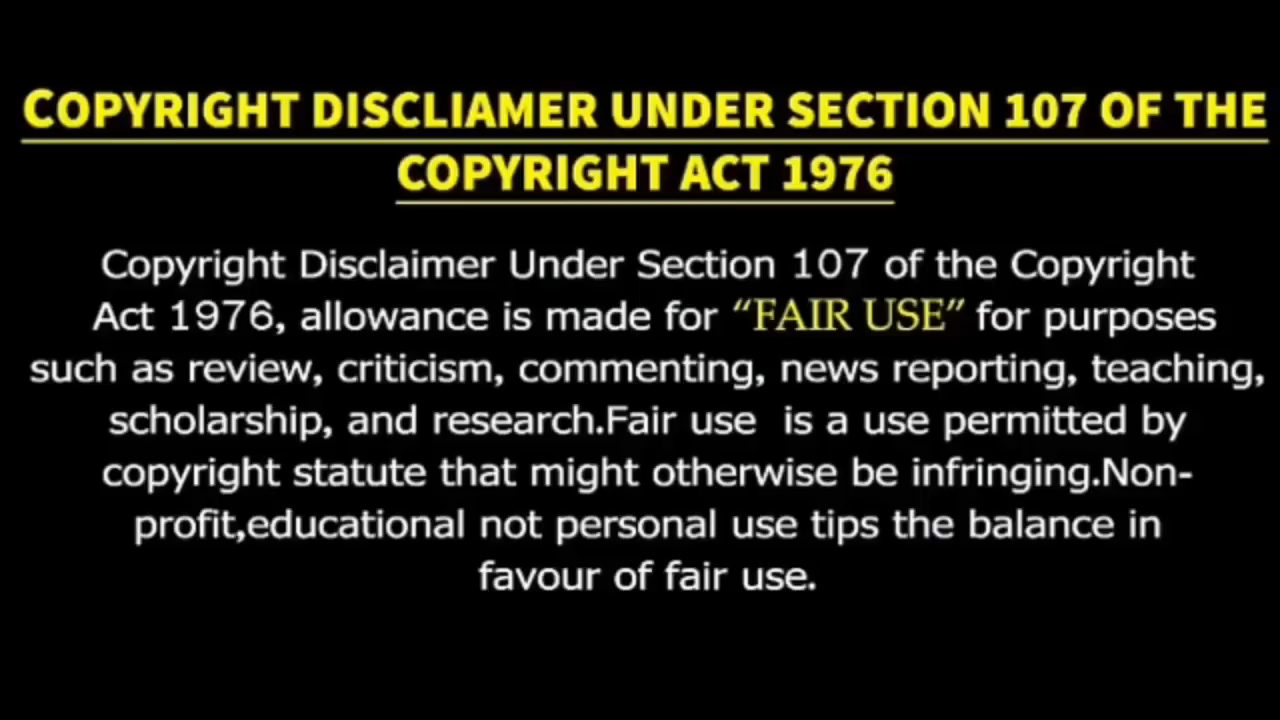 COPYRIGHT DISCLIAMER UNDER SECTION 107 OF THE
COPYRIGHT ACT 1976
Copyright Disclaimer Under Section 107 of the Copyright
Act 1976, allowance is made for “FAIR USE” for purposes
such as review, criticism, commenting, news reporting, teaching,
scholarship, and research.Fair use  is a use permitted by
copyright statute that might otherwise be infringing.Non-
profit,educational not personal use tips the balance in
favour of fair use.